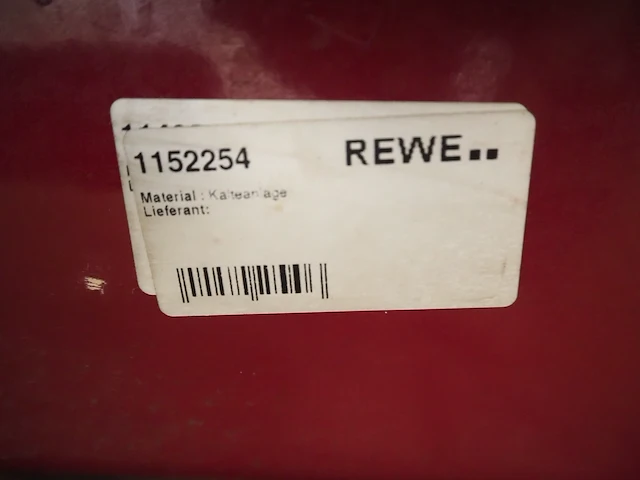 1152254 REWE
Material : Kälteanlage
Lieferant: